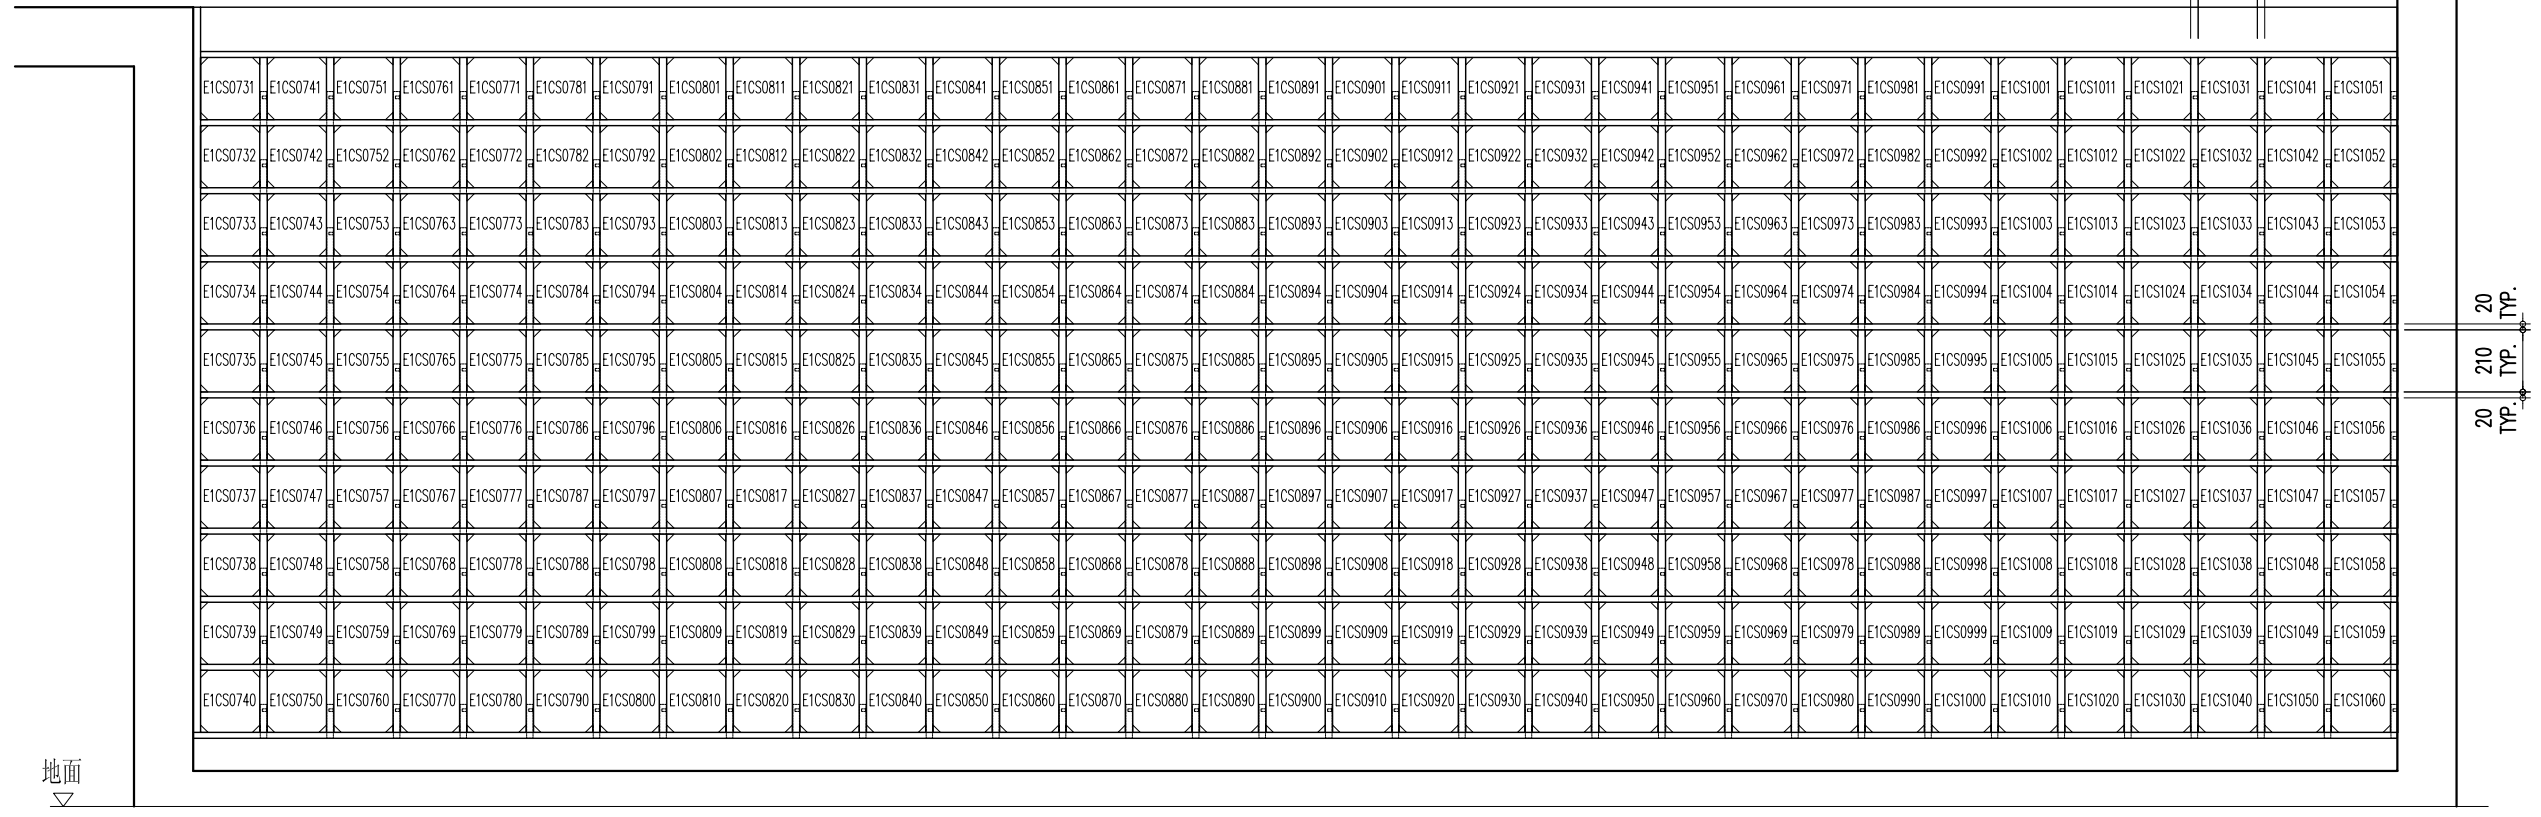 E1CS0731 E1CS0741 E1CS0751 E1CS0761 E1CS0771 E1CS0781 E1CS0791 E1CS0801 E1CS0811 E1CS0821 E1CS0831 E1CS0841 E1CS0851 E1CS0861 E1CS0871 E1CS0881 E1CS0891 E1CS0901 E1CS0911 E1CS0921 E1CS0931 E1CS0941 E1CS0951 E1CS0961 E1CS0971 E1CS0981 E1CS0991 E1CS1001 E1CS1011 E1CS1021 E1CS1031 E1CS1041 E1CS1051
E1CS0732 E1CS0742 E1CS0752 E1CS0762 E1CS0772 E1CS0782 E1CS0792 E1CS0802 E1CS0812 E1CS0822 E1CS0832 E1CS0842 E1CS0852 E1CS0862 E1CS0872 E1CS0882 E1CS0892 E1CS0902 E1CS0912 E1CS0922 E1CS0932 E1CS0942 E1CS0952 E1CS0962 E1CS0972 E1CS0982 E1CS0992 E1CS1002 E1CS1012 E1CS1022 E1CS1032 E1CS1042 E1CS1052
E1CS0733 E1CS0743 E1CS0753 E1CS0763 E1CS0773 E1CS0783 E1CS0793 E1CS0803 E1CS0813 E1CS0823 E1CS0833 E1CS0843 E1CS0853 E1CS0863 E1CS0873 E1CS0883 E1CS0893 E1CS0903 E1CS0913 E1CS0923 E1CS0933 E1CS0943 E1CS0953 E1CS0963 E1CS0973 E1CS0983 E1CS0993 E1CS1003 E1CS1013 E1CS1023 E1CS1033 E1CS1043 E1CS1053
E1CS0734 E1CS0744 E1CS0754 E1CS0764 E1CS0774 E1CS0784 E1CS0794 E1CS0804 E1CS0814 E1CS0824 E1CS0834 E1CS0844 E1CS0854 E1CS0864 E1CS0874 E1CS0884 E1CS0894 E1CS0904 E1CS0914 E1CS0924 E1CS0934 E1CS0944 E1CS0954 E1CS0964 E1CS0974 E1CS0984 E1CS0994 E1CS1004 E1CS1014 E1CS1024 E1CS1034 E1CS1044 E1CS1054
20
TYP.
E1CS0735 E1CS0745 E1CS0755 E1CS0765 E1CS0775 E1CS0785 E1CS0795 E1CS0805 E1CS0815 E1CS0825 E1CS0835 E1CS0845 E1CS0855 E1CS0865 E1CS0875 E1CS0885 E1CS0895 E1CS0905 E1CS0915 E1CS0925 E1CS0935 E1CS0945 E1CS0955 E1CS0965 E1CS0975 E1CS0985 E1CS0995 E1CS1005 E1CS1015 E1CS1025 E1CS1035 E1CS1045 E1CS1055
210
TYP.
E1CS0736 E1CS0746 E1CS0756 E1CS0766 E1CS0776 E1CS0786 E1CS0796 E1CS0806 E1CS0816 E1CS0826 E1CS0836 E1CS0846 E1CS0856 E1CS0866 E1CS0876 E1CS0886 E1CS0896 E1CS0906 E1CS0916 E1CS0926 E1CS0936 E1CS0946 E1CS0956 E1CS0966 E1CS0976 E1CS0986 E1CS0996 E1CS1006 E1CS1016 E1CS1026 E1CS1036 E1CS1046 E1CS1056
20
TYP.
E1CS0737 E1CS0747 E1CS0757 E1CS0767 E1CS0777 E1CS0787 E1CS0797 E1CS0807 E1CS0817 E1CS0827 E1CS0837 E1CS0847 E1CS0857 E1CS0867 E1CS0877 E1CS0887 E1CS0897 E1CS0907 E1CS0917 E1CS0927 E1CS0937 E1CS0947 E1CS0957 E1CS0967 E1CS0977 E1CS0987 E1CS0997 E1CS1007 E1CS1017 E1CS1027 E1CS1037 E1CS1047 E1CS1057
E1CS0738 E1CS0748 E1CS0758 E1CS0768 E1CS0778 E1CS0788 E1CS0798 E1CS0808 E1CS0818 E1CS0828 E1CS0838 E1CS0848 E1CS0858 E1CS0868 E1CS0878 E1CS0888 E1CS0898 E1CS0908 E1CS0918 E1CS0928 E1CS0938 E1CS0948 E1CS0958 E1CS0968 E1CS0978 E1CS0988 E1CS0998 E1CS1008 E1CS1018 E1CS1028 E1CS1038 E1CS1048 E1CS1058
E1CS0739 E1CS0749 E1CS0759 E1CS0769 E1CS0779 E1CS0789 E1CS0799 E1CS0809 E1CS0819 E1CS0829 E1CS0839 E1CS0849 E1CS0859 E1CS0869 E1CS0879 E1CS0889 E1CS0899 E1CS0909 E1CS0919 E1CS0929 E1CS0939 E1CS0949 E1CS0959 E1CS0969 E1CS0979 E1CS0989 E1CS0999 E1CS1009 E1CS1019 E1CS1029 E1CS1039 E1CS1049 E1CS1059
E1CS0740 E1CS0750 E1CS0760 E1CS0770 E1CS0780 E1CS0790 E1CS0800 E1CS0810 E1CS0820 E1CS0830 E1CS0840 E1CS0850 E1CS0860 E1CS0870 E1CS0880 E1CS0890 E1CS0900 E1CS0910 E1CS0920 E1CS0930 E1CS0940 E1CS0950 E1CS0960 E1CS0970 E1CS0980 E1CS0990 E1CS1000 E1CS1010 E1CS1020 E1CS1030 E1CS1040 E1CS1050 E1CS1060
地面